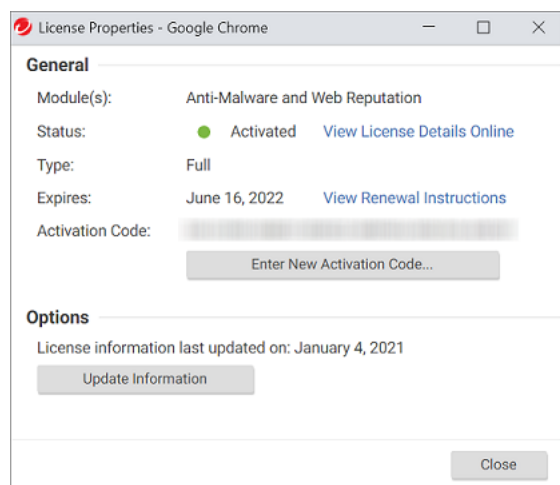 License Properties - Google Chrome
General
Module(s): Anti-Malware and Web Reputation
Status: Activated View License Details Online
Type: Full
Expires: June 16, 2022 View Renewal Instructions
Activation Code:
Enter New Activation Code...
Options
License information last updated on: January 4, 2021
Update Information
Close